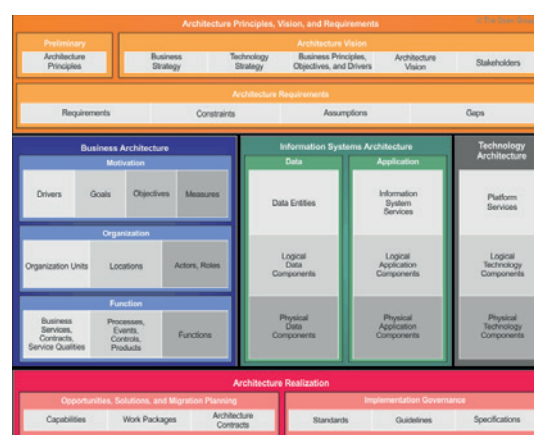 Architecture Principles, Vision, and Requirements
© The Open Group
Preliminary
Architecture Vision
Architecture
Principles
Business
Strategy
Technology
Strategy
Business Principles,
Objectives, and Drivers
Architecture
Vision
Stakeholders
Architecture Requirements
Requirements
Constraints
Assumptions
Gaps
Business Architecture
Motivation
Drivers
Goals
Objectives
Measures
Organization
Organization Units
Locations
Actors, Roles
Function
Business
Services,
Contracts,
Service Qualities
Processes,
Events,
Controls,
Products
Functions
Information Systems Architecture
Data
Application
Data Entities
Information
System
Services
Logical
Data
Components
Logical
Application
Components
Physical
Data
Components
Physical
Application
Components
Technology
Architecture
Platform
Services
Logical
Technology
Components
Physical
Technology
Components
Architecture Realization
Opportunities, Solutions, and Migration Planning
Implementation Governance
Capabilities
Work Packages
Architecture
Contracts
Standards
Guidelines
Specifications